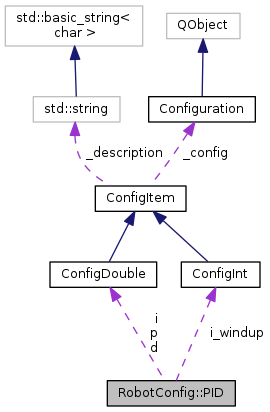 std::basic_string<
char >
QObject
std::string
Configuration
_description
_config
ConfigItem
ConfigDouble
ConfigInt
i
p
d
i_windup
RobotConfig::PID